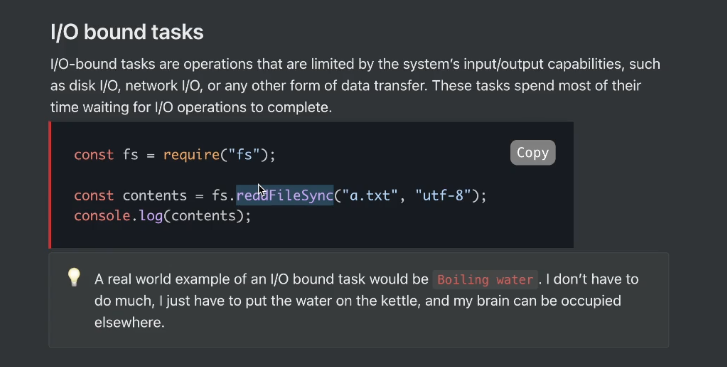 I/O bound tasks
I/O-bound tasks are operations that are limited by the system's input/output capabilities, such
as disk I/O, network I/O, or any other form of data transfer. These tasks spend most of their
time waiting for I/O operations to complete.
const fs = require("fs");
Copy
const contents = fs.readFileSync("a.txt", "utf-8");
console.log(contents);
A real world example of an I/O bound task would be Boiling water. I don't have to
do much, I just have to put the water on the kettle, and my brain can be occupied
elsewhere.